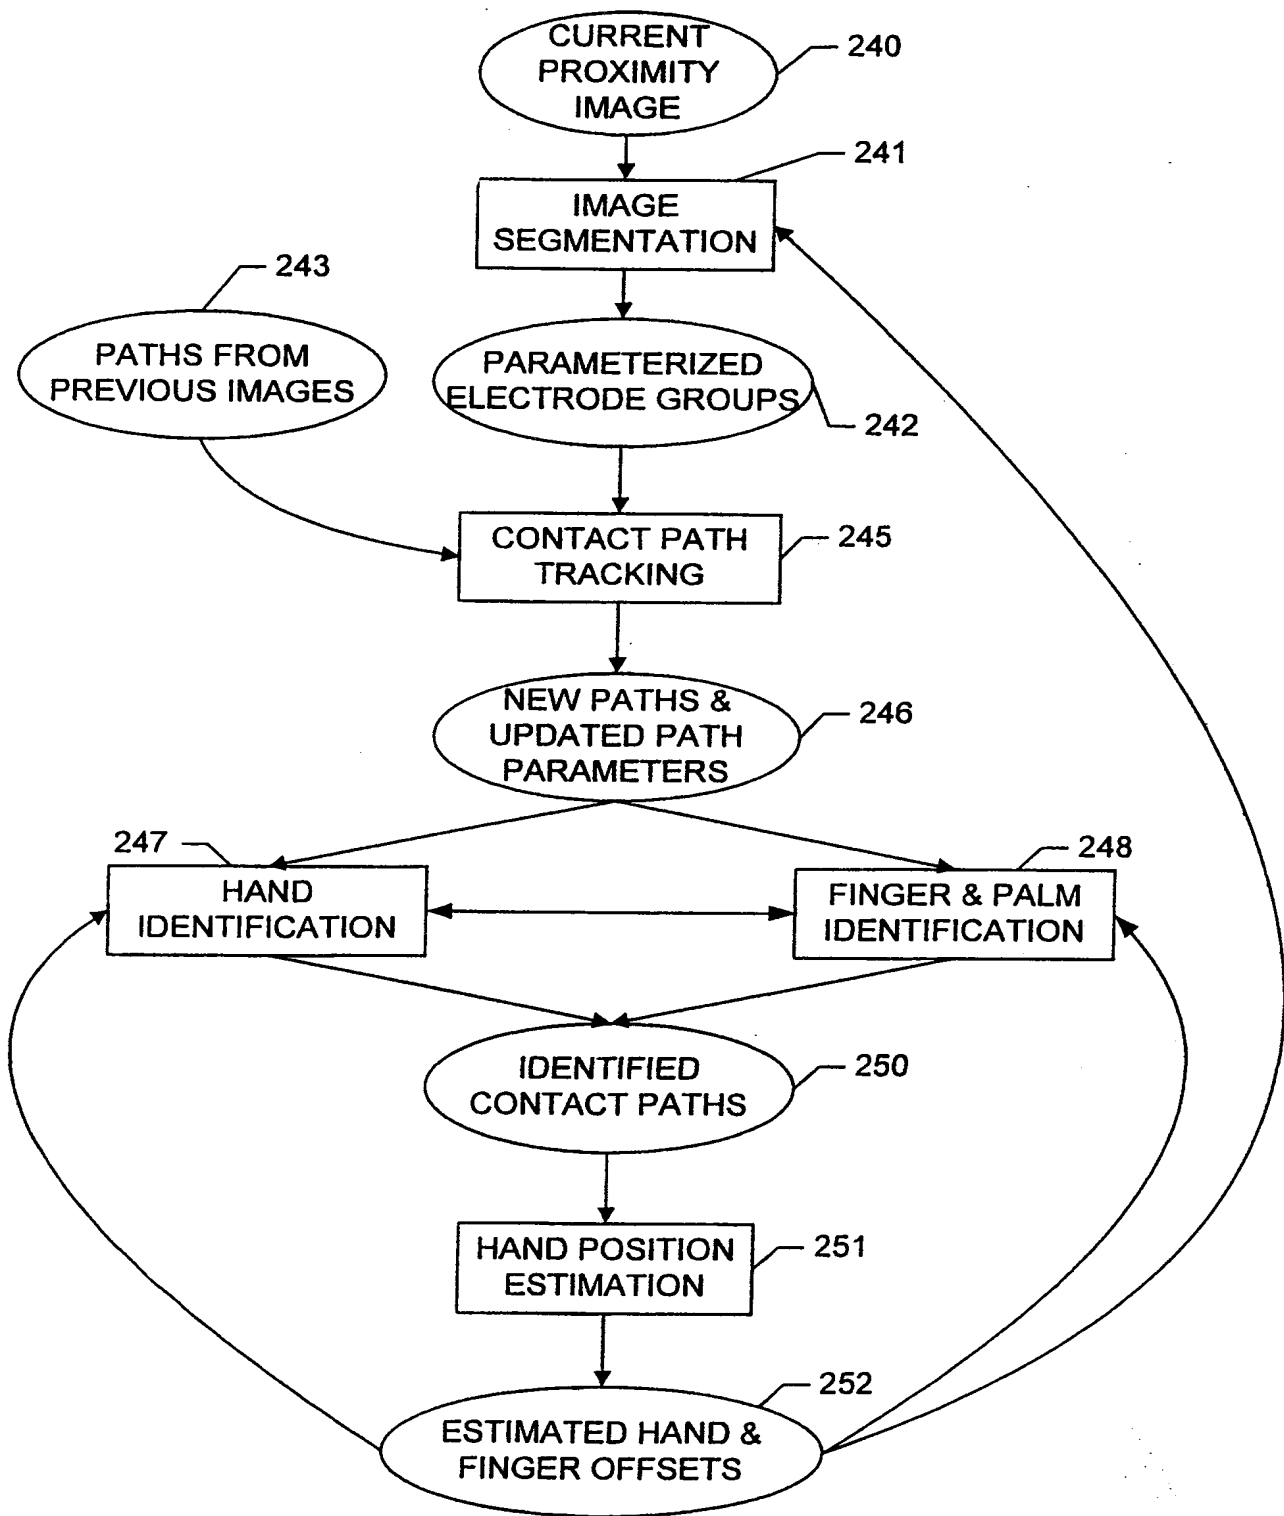 CURRENT
PROXIMITY
IMAGE
240
241
IMAGE
SEGMENTATION
243
PATHS FROM
PREVIOUS IMAGES
PARAMETERIZED
ELECTRODE GROUPS
242
CONTACT PATH
TRACKING
245
NEW PATHS &
UPDATED PATH
PARAMETERS
246
247
HAND
IDENTIFICATION
248
FINGER & PALM
IDENTIFICATION
IDENTIFIED
CONTACT PATHS
250
HAND POSITION
ESTIMATION
251
252
ESTIMATED HAND &
FINGER OFFSETS